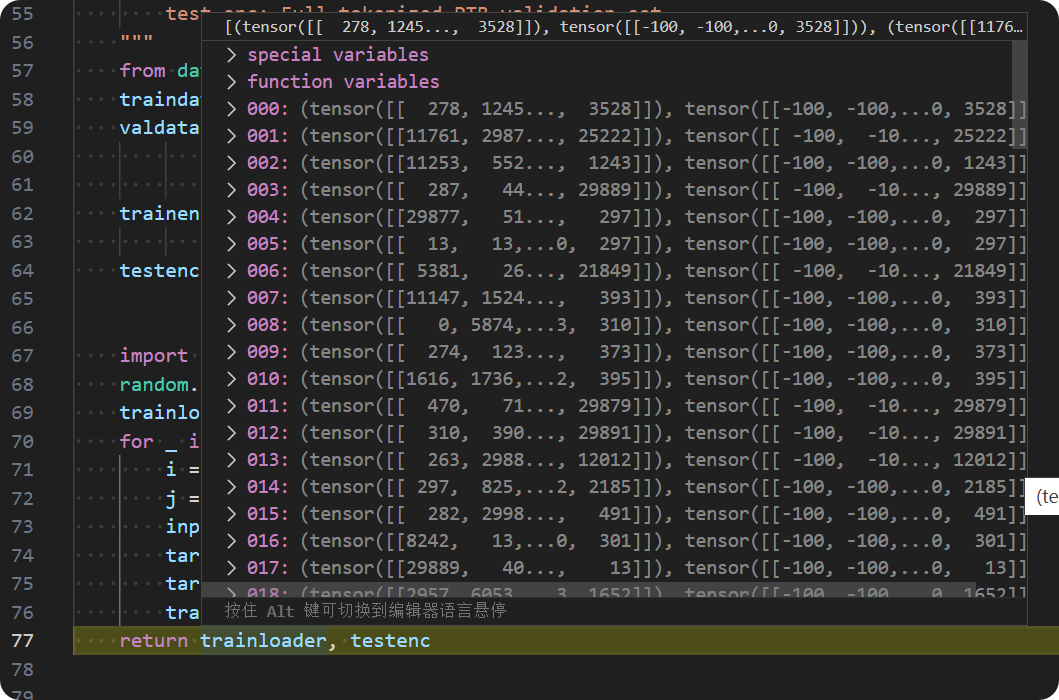 55 test_enc: Full tokenized PTB validation set
[(tensor([[  278, 1245...,  3528]]), tensor([[-100, -100,...0, 3528]])), (tensor([[1176…
56 """
> special variables
57 from da
> function variables
58 trainda
> 000: (tensor([[  278, 1245...,  3528]]), tensor([[-100, -100,...0, 3528]]
59 valdata
> 001: (tensor([[11761, 2987..., 25222]]), tensor([[ -100,  -10..., 25222]]
60
> 002: (tensor([[11253,  552...,  1243]]), tensor([[-100, -100,...0, 1243]]
61
> 003: (tensor([[  287,   44..., 29889]]), tensor([[ -100,  -10..., 29889]]
62 trainen
> 004: (tensor([[29877,   51...,   297]]), tensor([[-100, -100,...0,  297]]
63
> 005: (tensor([[  13,   13,...0,  297]]), tensor([[-100, -100,...0,  297]]
64 testenc
> 006: (tensor([[ 5381,   26..., 21849]]), tensor([[ -100,  -10..., 21849]]
65
> 007: (tensor([[11147, 1524...,   393]]), tensor([[-100, -100,...0,  393]]
66
> 008: (tensor([[   0, 5874,...3,  310]]), tensor([[-100, -100,...0,  310]]
67 import
> 009: (tensor([[  274,  123...,   373]]), tensor([[-100, -100,...0,  373]]
68 random.
> 010: (tensor([[1616, 1736,...2,  395]]), tensor([[-100, -100,...0,  395]]
69 trainlo
> 011: (tensor([[  470,   71..., 29879]]), tensor([[ -100,  -10..., 29879]]
70 for _ i
> 012: (tensor([[  310,  390..., 29891]]), tensor([[ -100,  -10..., 29891]]
71 i =
> 013: (tensor([[  263, 2988..., 12012]]), tensor([[ -100,  -10..., 12012]]
72 j =
> 014: (tensor([[ 297,  825,...2, 2185]]), tensor([[-100, -100,...0, 2185]]
(te
73 inp
> 015: (tensor([[  282, 2998...,   491]]), tensor([[-100, -100,...0,  491]]
74 tar
> 016: (tensor([[8242,   13,...0,  301]]), tensor([[-100, -100,...0,  301]]
75 tar
> 017: (tensor([[29889,   40...,    13]]), tensor([[-100, -100,...0,   13]]
> 018: (tensor([[2957, 6053,...3, 1652]]), tensor([[-100, -100,...0, 1652]]
76 tra
按住 Alt 键可切换到编辑器语言悬停
77 return trainloader, testenc
78
79